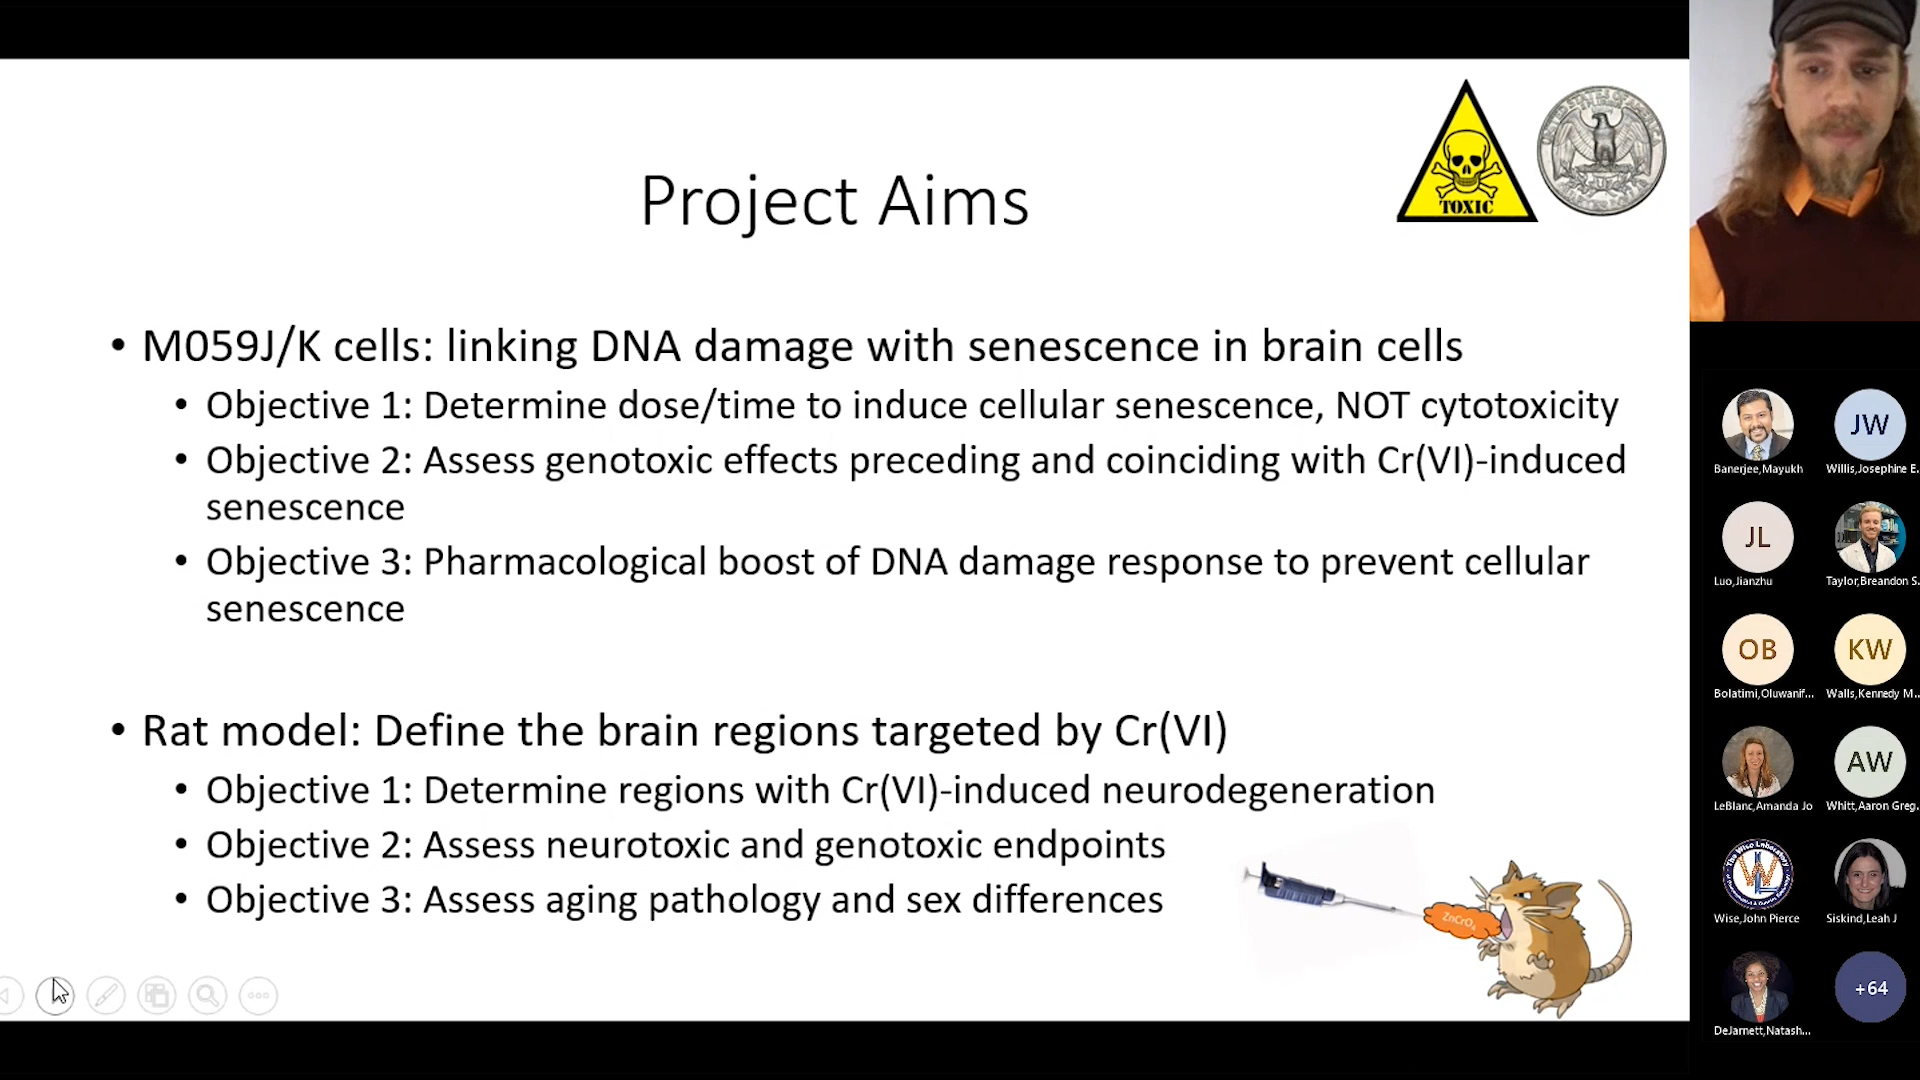 TOXIC
Project Aims
• M059J/K cells: linking DNA damage with senescence in brain cells
• Objective 1: Determine dose/time to induce cellular senescence, NOT cytotoxicity
• Objective 2: Assess genotoxic effects preceding and coinciding with Cr(VI)-induced
senescence
• Objective 3: Pharmacological boost of DNA damage response to prevent cellular
senescence
• Rat model: Define the brain regions targeted by Cr(VI)
• Objective 1: Determine regions with Cr(VI)-induced neurodegeneration
• Objective 2: Assess neurotoxic and genotoxic endpoints
• Objective 3: Assess aging pathology and sex differences
ZnCrO₄
Banerjee,Mayukh
JW
Willis,Josephine E.
JL
Luo,Jianzhu
Taylor,Breandon S.
OB
Bolatimi,Oluwanif...
KW
Walls,Kennedy M...
LeBlanc,Amanda Jo
AW
Whitt,Aaron Greg.
The Wise Laboratory
Wise,John Pierce
Siskind,Leah J
DeJarnett,Natash...
+64